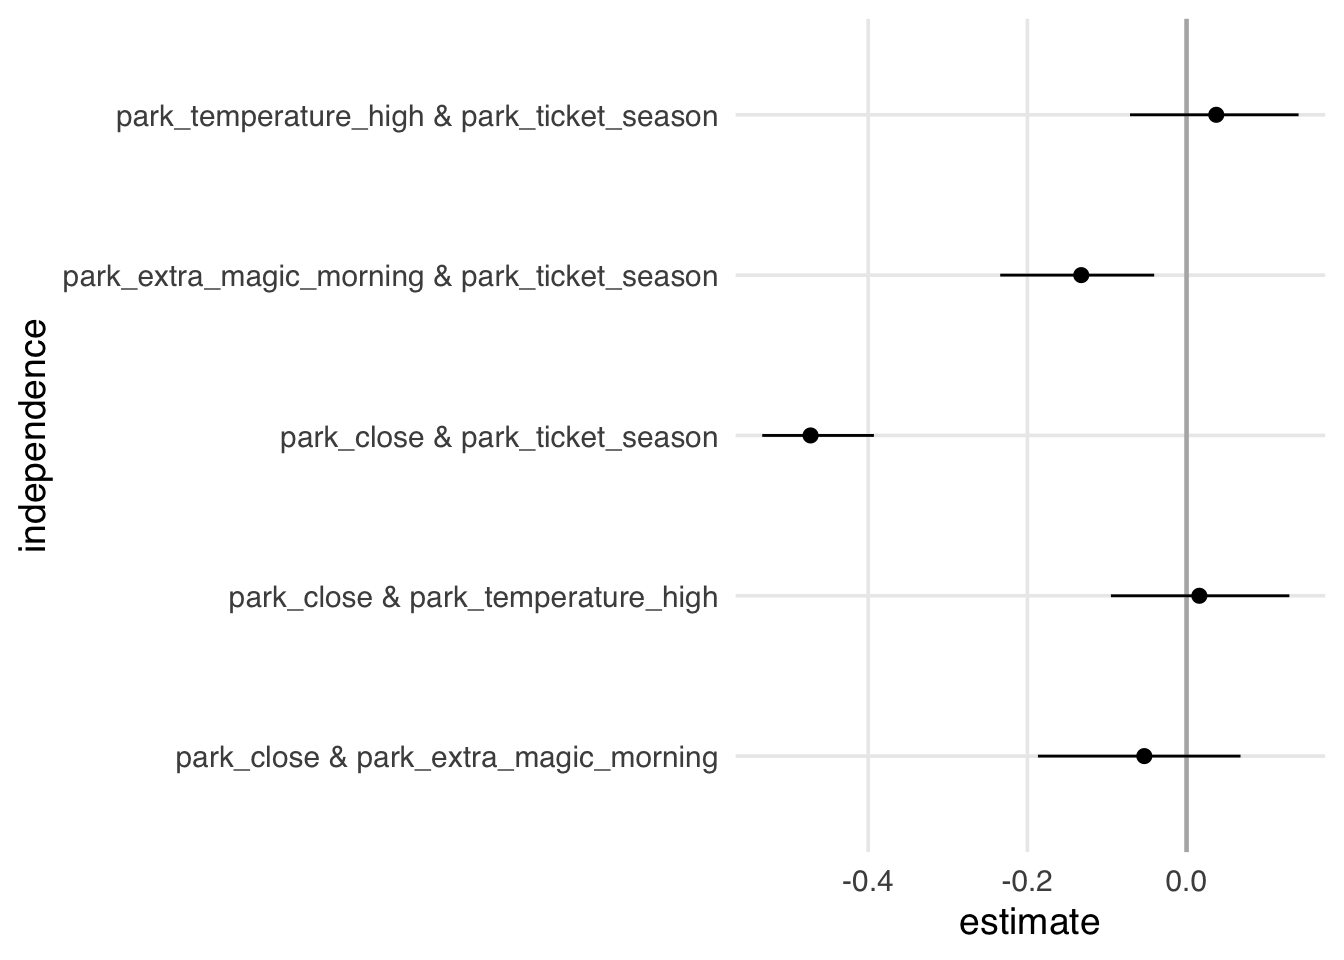 park_temperature_high & park_ticket_season
park_extra_magic_morning & park_ticket_season
park_close & park_ticket_season
park_close & park_temperature_high
park_close & park_extra_magic_morning
independence
-0.4
-0.2
0.0
estimate